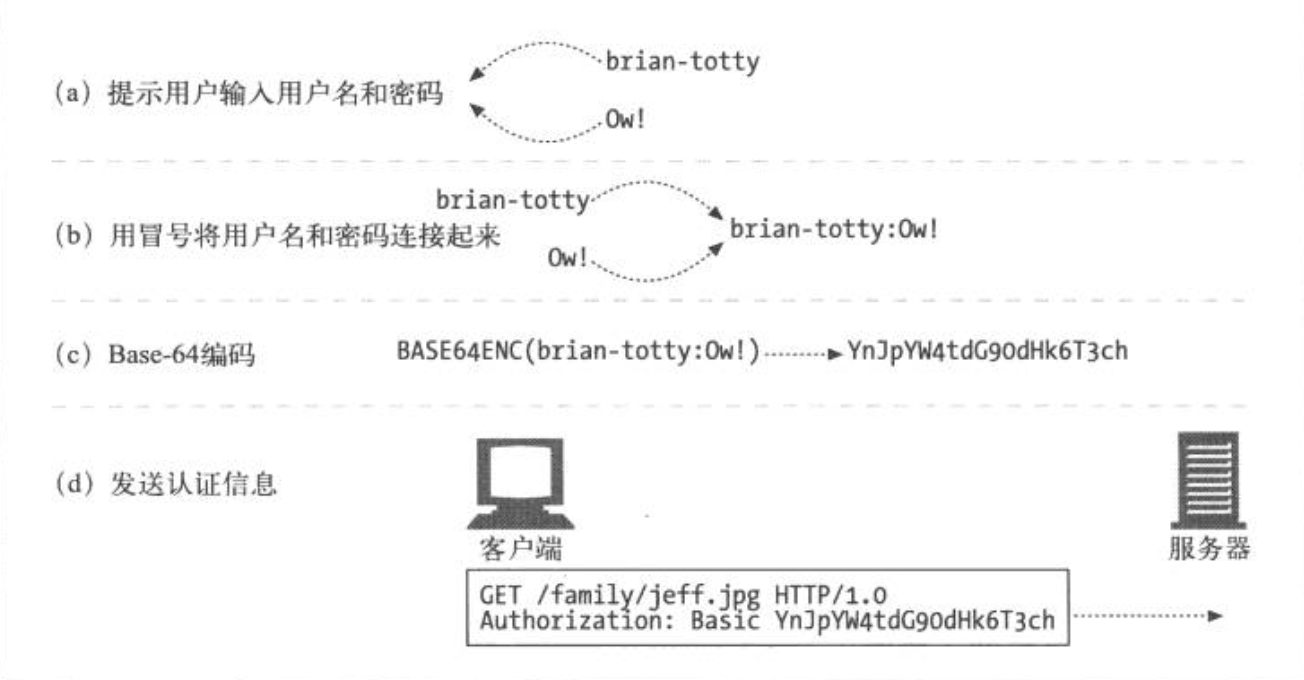 brian-totty
(a) 提示用户输入用户名和密码
Ow!
brian-totty
(b) 用冒号将用户名和密码连接起来
brian-totty:Ow!
Ow!
(c) Base-64编码 BASE64ENC(brian-totty:Ow!) YnJpYW4tdG90dHk6T3ch
(d) 发送认证信息
客户端
服务器
GET /family/jeff.jpg HTTP/1.0
Authorization: Basic YnJpYW4tdG90dHk6T3ch